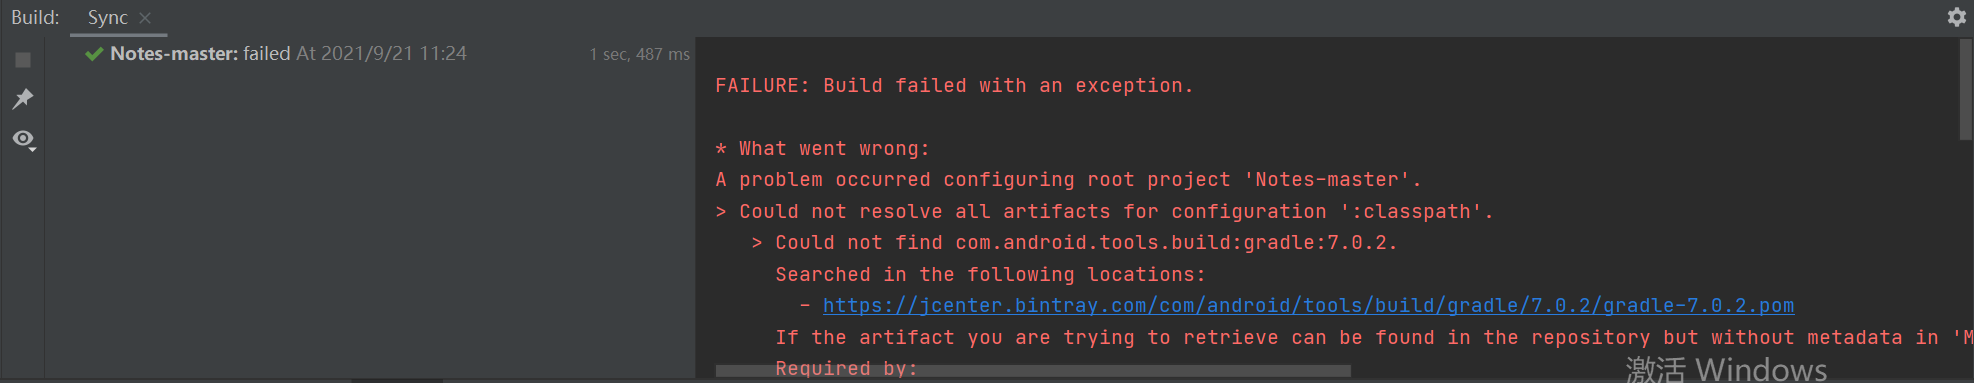 Build: Sync
Notes-master: failed At 2021/9/21 11:24 1 sec, 487 ms
FAILURE: Build failed with an exception.
* What went wrong:
A problem occurred configuring root project 'Notes-master'.
> Could not resolve all artifacts for configuration ':classpath'.
> Could not find com.android.tools.build:gradle:7.0.2.
Searched in the following locations:
- https://jcenter.bintray.com/com/android/tools/build/gradle/7.0.2/gradle-7.0.2.pom
If the artifact you are trying to retrieve can be found in the repository but without metadata in 'M
Required by:
激活 Windows